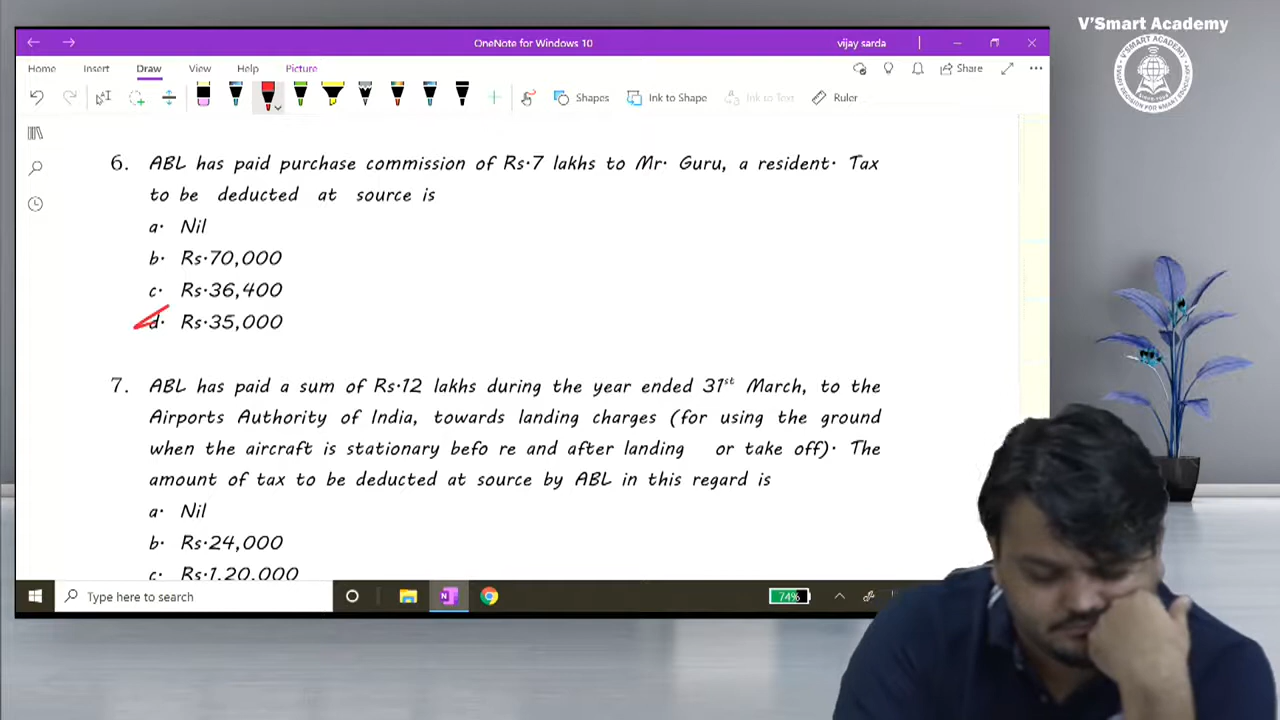 V'Smart Academy
OneNote for Windows 10
vijay sarda
Home Insert Draw View Help Picture
Share
Shapes Ink to Shape Ink to Text Ruler
6. ABL has paid purchase commission of Rs.7 lakhs to Mr. Guru, a resident. Tax
to be deducted at source is
a. Nil
b. Rs.70,000
c. Rs.36,400
d. Rs.35,000
7. ABL has paid a sum of Rs.12 lakhs during the year ended 31st March, to the
Airports Authority of India, towards landing charges (for using the ground
when the aircraft is stationary befo re and after landing or take off). The
amount of tax to be deducted at source by ABL in this regard is
a. Nil
b. Rs.24,000
c. Rs.1,20,000
Type here to search
74%